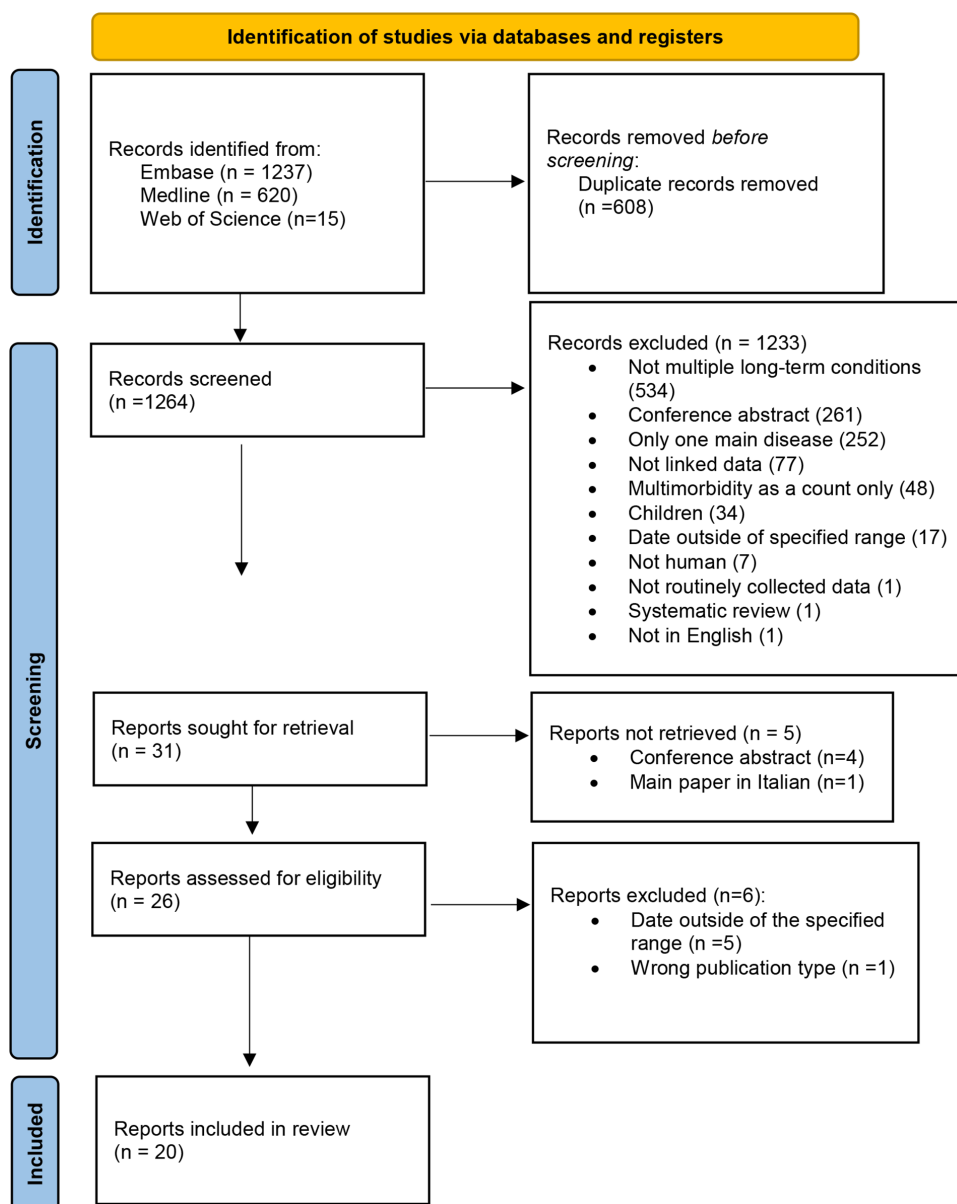 Identification of studies via databases and registers
Identification
Records identified from:
Embase (n = 1237)
Medline (n = 620)
Web of Science (n=15)
Records removed before
screening:
Duplicate records removed
(n =608)
Screening
Records screened
(n =1264)
Records excluded (n = 1233)
• Not multiple long-term conditions
(534)
• Conference abstract (261)
• Only one main disease (252)
• Not linked data (77)
• Multimorbidity as a count only (48)
• Children (34)
• Date outside of specified range (17)
• Not human (7)
• Not routinely collected data (1)
• Systematic review (1)
• Not in English (1)
Reports sought for retrieval
(n = 31)
Reports not retrieved (n = 5)
• Conference abstract (n=4)
• Main paper in Italian (n=1)
Reports assessed for eligibility
(n = 26)
Reports excluded (n=6):
• Date outside of the specified
range (n =5)
• Wrong publication type (n =1)
Included
Reports included in review
(n = 20)